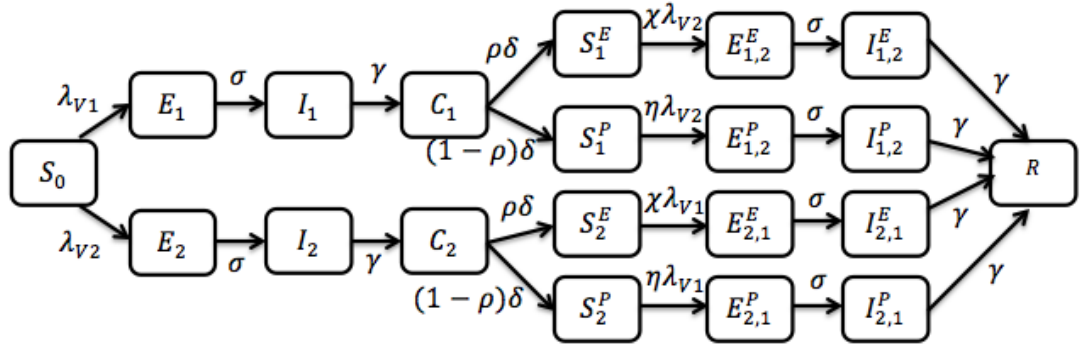 χλ_{V2}
S_1^E
E_{1,2}^E
σ
I_{1,2}^E
ρδ
γ
λ_{V1}
E_1
σ
I_1
γ
C_1
ηλ_{V2}
S_1^P
E_{1,2}^P
σ
I_{1,2}^P
γ
(1 − ρ)δ
S_0
R
χλ_{V1}
ρδ
S_2^E
E_{2,1}^E
σ
I_{2,1}^E
γ
λ_{V2}
E_2
σ
I_2
γ
C_2
(1 − ρ)δ
ηλ_{V1}
S_2^P
E_{2,1}^P
σ
I_{2,1}^P
γ